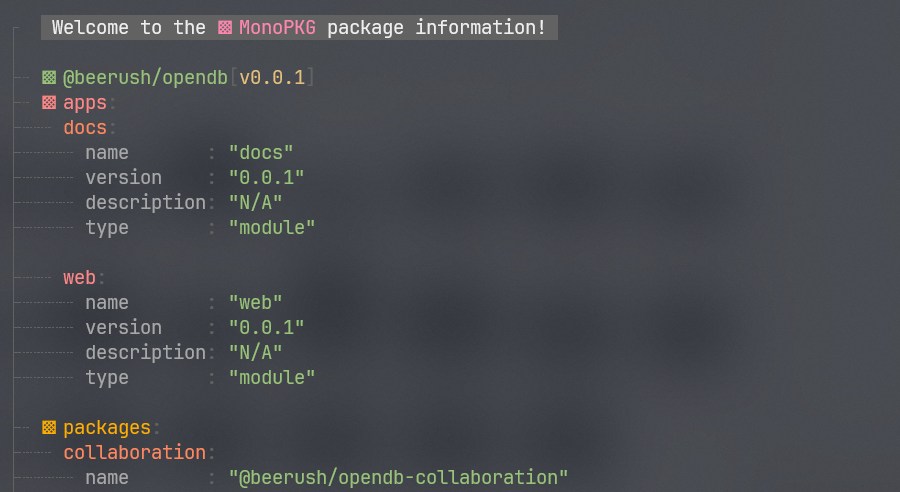 Welcome to the ▩ MonoPKG package information!
▩ @beerush/opendb[v0.0.1]
▩ apps:
docs:
name : "docs"
version : "0.0.1"
description: "N/A"
type : "module"
web:
name : "web"
version : "0.0.1"
description: "N/A"
type : "module"
▩ packages:
collaboration:
name : "@beerush/opendb-collaboration"